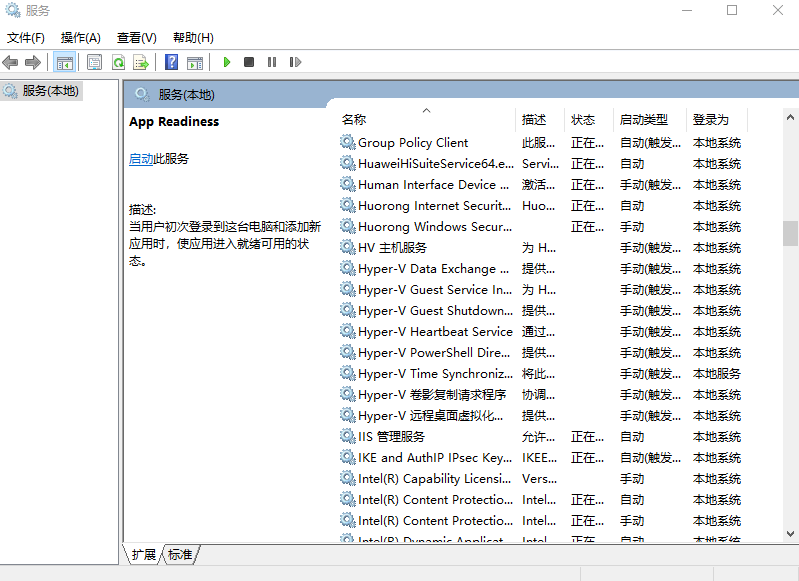 服务
文件(F) 操作(A) 查看(V) 帮助(H)
服务(本地)
服务(本地)
App Readiness
启动此服务
描述:
当用户初次登录到这台电脑和添加新
应用时，使应用进入就绪可用的状
态。
名称 描述 状态 启动类型 登录为
Group Policy Client 此服... 正在... 自动(触发... 本地系统
HuaweiHiSuiteService64.e... Servi... 正在... 自动 本地系统
Human Interface Device ... 激活... 正在... 手动(触发... 本地系统
Huorong Internet Securit... Huo... 正在... 自动 本地系统
Huorong Windows Secur... 正在... 手动 本地系统
HV 主机服务 为 H... 手动(触发... 本地系统
Hyper-V Data Exchange ... 提供... 手动(触发... 本地系统
Hyper-V Guest Service In... 为 H... 手动(触发... 本地系统
Hyper-V Guest Shutdown... 提供... 手动(触发... 本地系统
Hyper-V Heartbeat Service 通过... 手动(触发... 本地系统
Hyper-V PowerShell Dire... 提供... 手动(触发... 本地系统
Hyper-V Time Synchroniz... 将此... 手动(触发... 本地服务
Hyper-V 卷影复制请求程序 协调... 手动(触发... 本地系统
Hyper-V 远程桌面虚拟化... 提供... 手动(触发... 本地系统
IIS 管理服务 允许... 正在... 自动 本地系统
IKE and AuthIP IPsec Key... IKEE... 正在... 自动(触发... 本地系统
Intel(R) Capability Licensi... Vers... 手动 本地系统
Intel(R) Content Protectio... Intel... 正在... 自动 本地系统
Intel(R) Content Protectio... Intel... 正在... 手动 本地系统
Intel(R) Dynamic Applicat... Intel... 正在... 自动 本地系统
扩展 标准